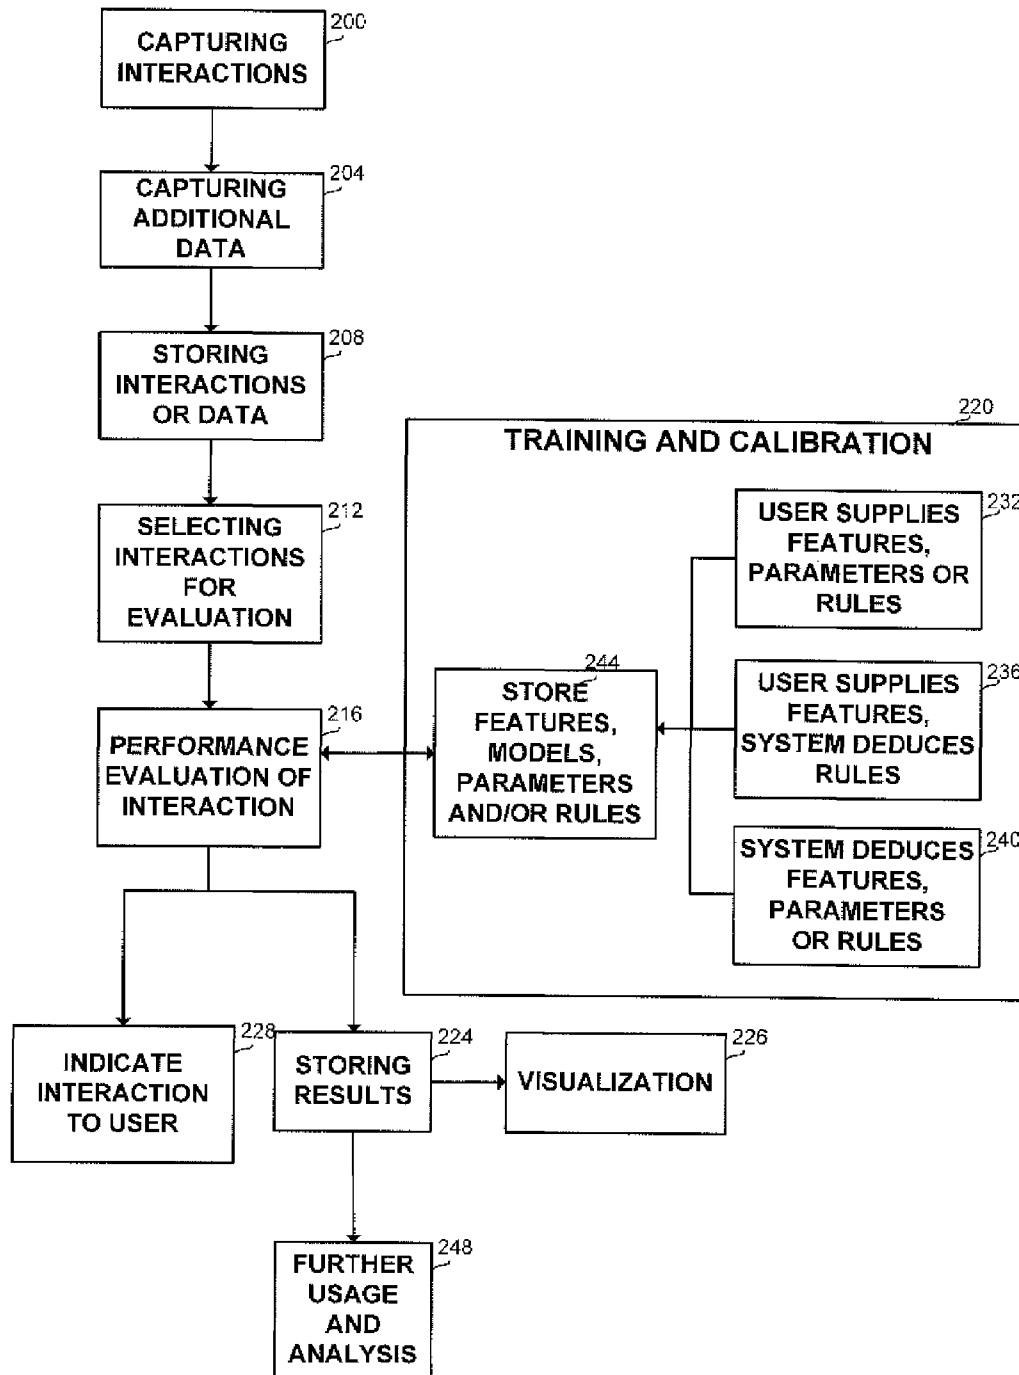 200
CAPTURING
INTERACTIONS
204
CAPTURING
ADDITIONAL
DATA
208
STORING
INTERACTIONS
OR DATA
212
SELECTING
INTERACTIONS
FOR
EVALUATION
216
PERFORMANCE
EVALUATION OF
INTERACTION
220
TRAINING AND CALIBRATION
232
USER SUPPLIES
FEATURES,
PARAMETERS OR
RULES
236
USER SUPPLIES
FEATURES,
SYSTEM DEDUCES
RULES
240
SYSTEM DEDUCES
FEATURES,
PARAMETERS
OR RULES
244
STORE
FEATURES,
MODELS,
PARAMETERS
AND/OR RULES
228
INDICATE
INTERACTION
TO USER
224
STORING
RESULTS
226
VISUALIZATION
248
FURTHER
USAGE
AND
ANALYSIS